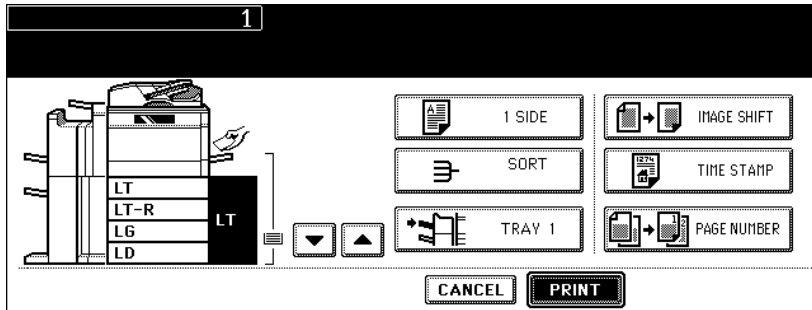 1
LT
LT-R
LG
LD
LT
1 SIDE
SORT
TRAY 1
IMAGE SHIFT
TIME STAMP
PAGE NUMBER
CANCEL
PRINT